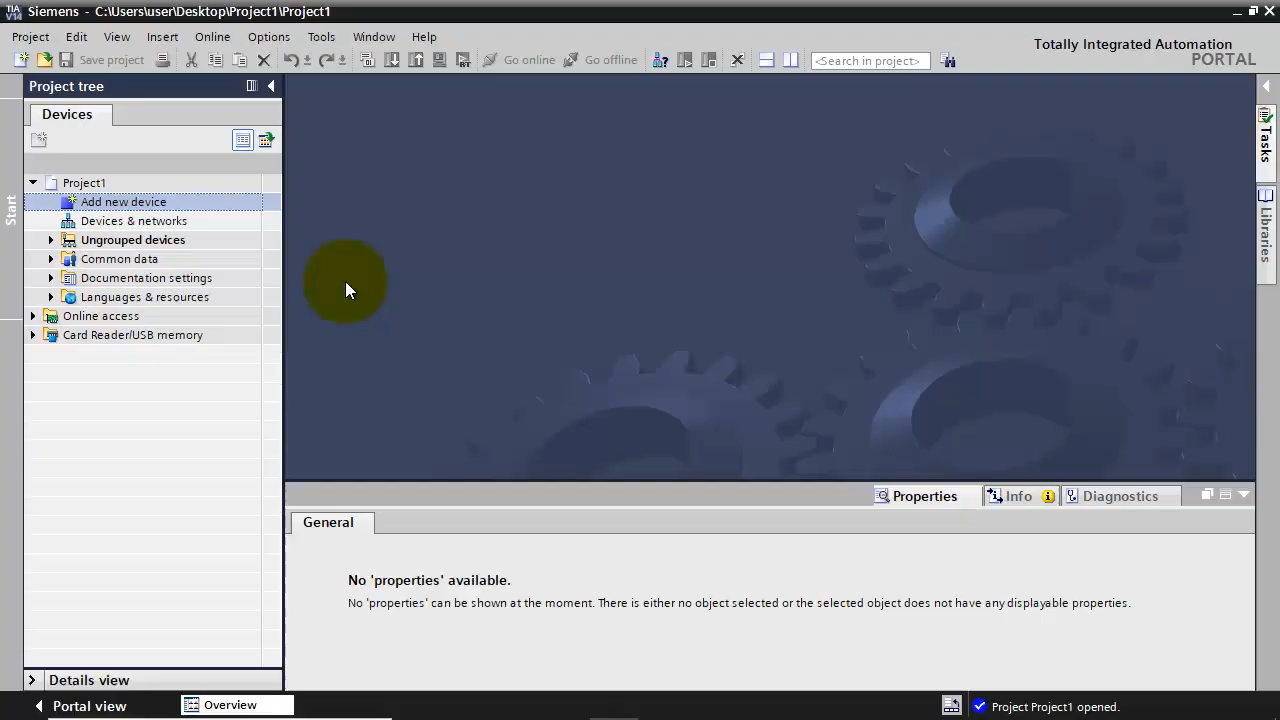 TIA
V14
Siemens - C:\Users\user\Desktop\Project1\Project1
Project Edit View Insert Online Options Tools Window Help
Totally Integrated Automation
PORTAL
Save project
Go online
Go offline
<Search in project>
Project tree
Devices
Start
Project1
Add new device
Devices & networks
Ungrouped devices
Common data
Documentation settings
Languages & resources
Online access
Card Reader/USB memory
Tasks
Libraries
Properties
Info
Diagnostics
General
No 'properties' available.
No 'properties' can be shown at the moment. There is either no object selected or the selected object does not have any displayable properties.
Details view
Portal view
Overview
Project Project1 opened.